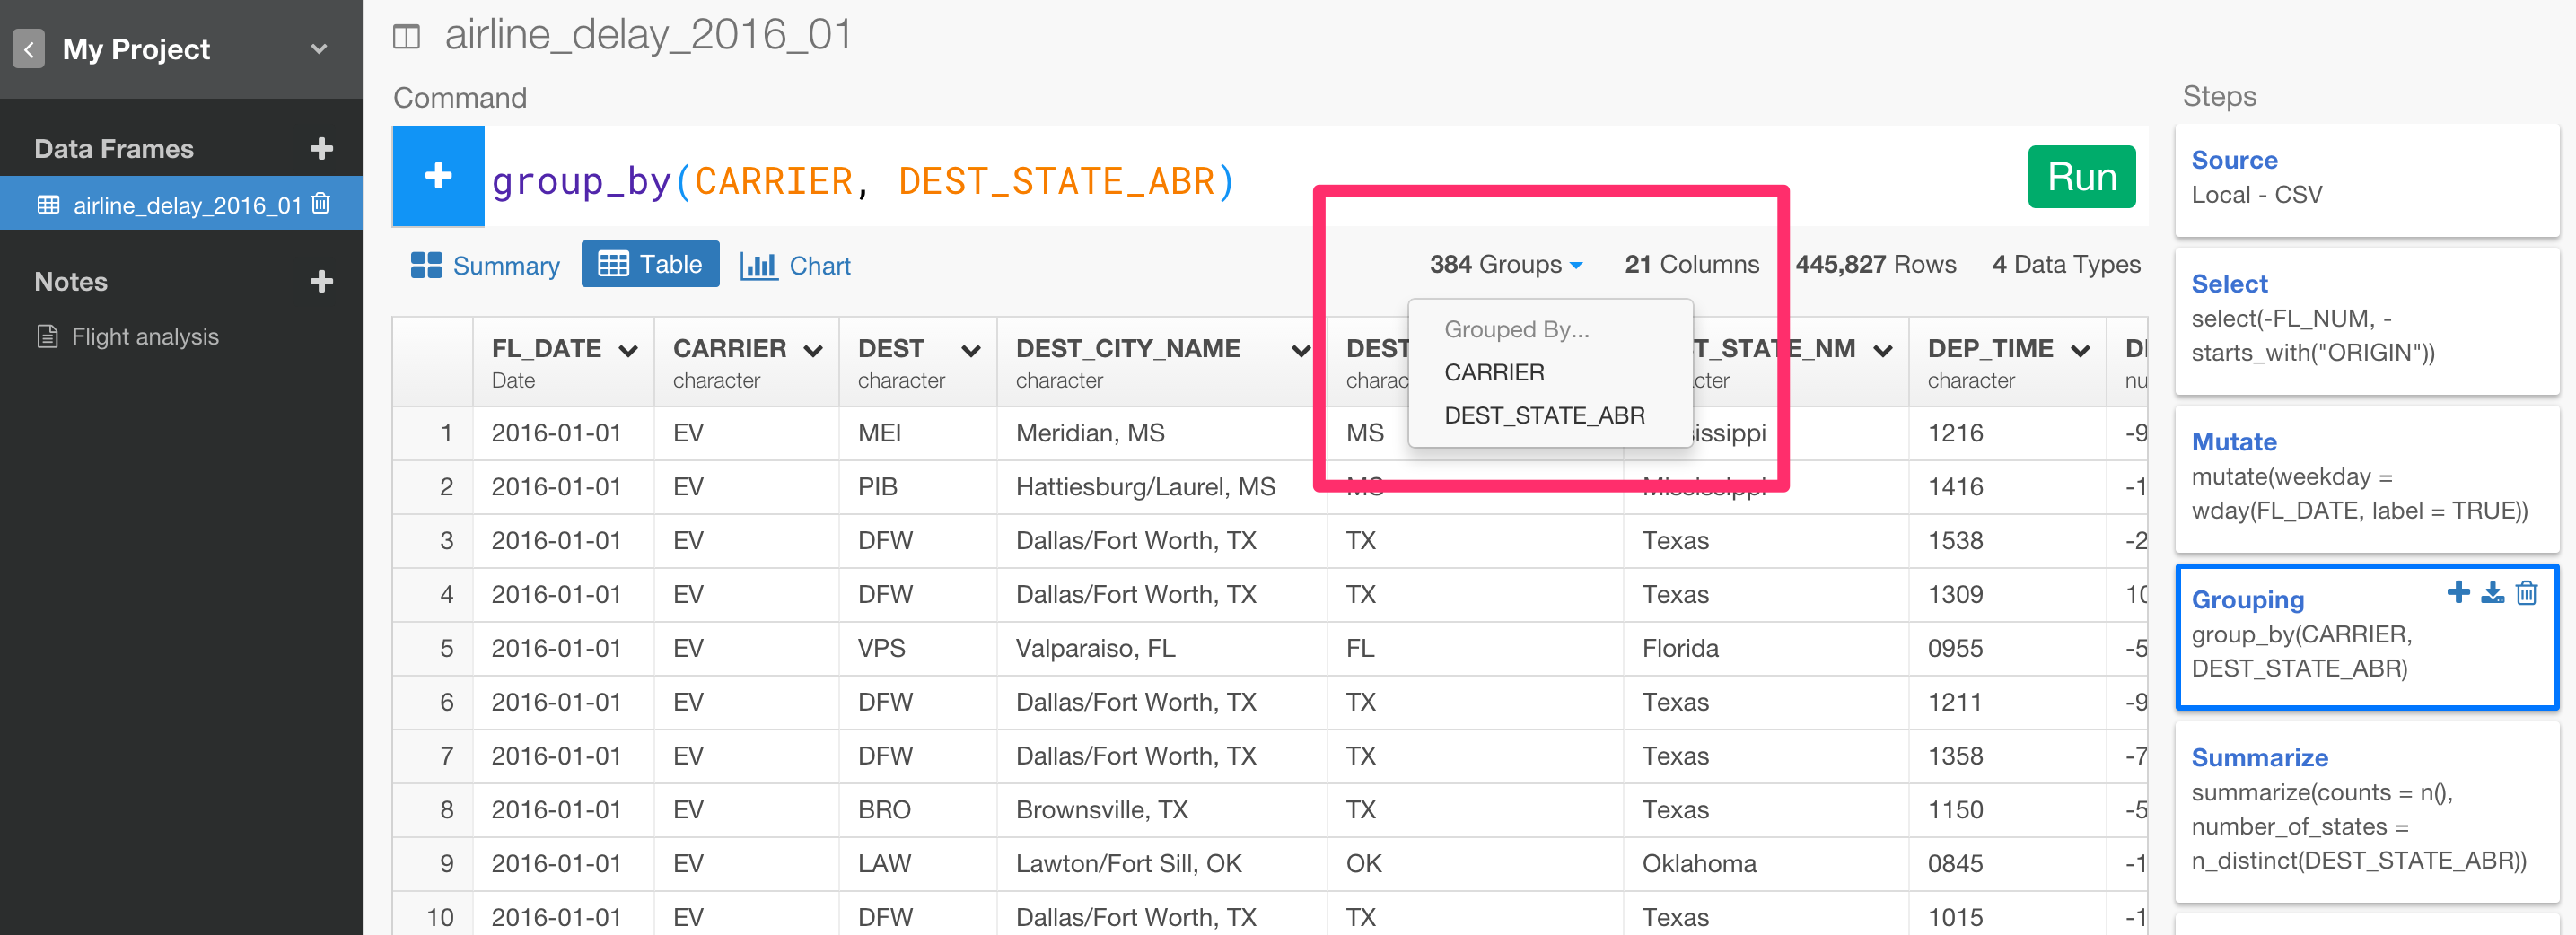 My Project
Data Frames
airline_delay_2016_01
Notes
Flight analysis
airline_delay_2016_01
Command
group_by(CARRIER, DEST_STATE_ABR)
Run
Summary Table Chart
384 Groups 21 Columns 445,827 Rows 4 Data Types
Grouped By...
CARRIER
DEST_STATE_ABR
FL_DATE CARRIER DEST DEST_CITY_NAME DEST T_STATE_NM DEP_TIME
Date character character character charac cter character nu
1 2016-01-01 EV MEI Meridian, MS MS issippi 1216 -9
2 2016-01-01 EV PIB Hattiesburg/Laurel, MS MS Mississippi 1416 -1
3 2016-01-01 EV DFW Dallas/Fort Worth, TX TX Texas 1538 -2
4 2016-01-01 EV DFW Dallas/Fort Worth, TX TX Texas 1309 10
5 2016-01-01 EV VPS Valparaiso, FL FL Florida 0955 -5
6 2016-01-01 EV DFW Dallas/Fort Worth, TX TX Texas 1211 -9
7 2016-01-01 EV DFW Dallas/Fort Worth, TX TX Texas 1358 -7
8 2016-01-01 EV BRO Brownsville, TX TX Texas 1150 -5
9 2016-01-01 EV LAW Lawton/Fort Sill, OK OK Oklahoma 0845 -1
10 2016-01-01 EV DFW Dallas/Fort Worth, TX TX Texas 1015 -1
Steps
Source
Local - CSV
Select
select(-FL_NUM, -
starts_with("ORIGIN"))
Mutate
mutate(weekday =
wday(FL_DATE, label = TRUE))
Grouping
group_by(CARRIER,
DEST_STATE_ABR)
Summarize
summarize(counts = n(),
number_of_states =
n_distinct(DEST_STATE_ABR))